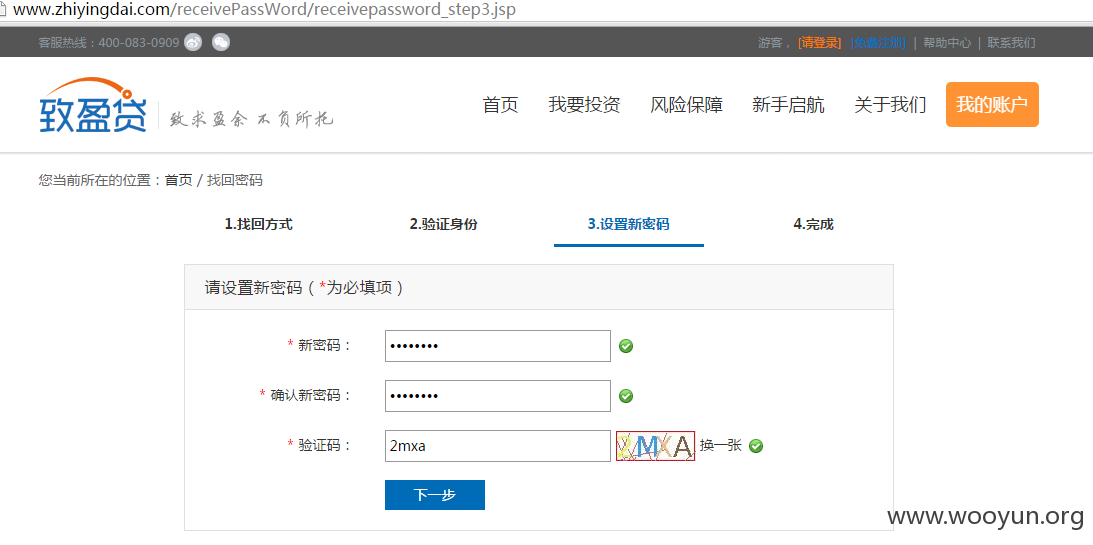 www.zhiyingdai.com/receivePassWord/receivepassword_step3.jsp
客服热线：400-083-0909 游客， [请登录] [免费注册] | 帮助中心 | 联系我们
致盈贷 致求盈余 不负所托
首页 我要投资 风险保障 新手启航 关于我们 我的账户
您当前所在的位置：首页 / 找回密码
1.找回方式 2.验证身份 3.设置新密码 4.完成
请设置新密码（*为必填项）
* 新密码： ••••••••
* 确认新密码： ••••••••
* 验证码： 2mxa 2MXA 换一张
下一步
www.wooyun.org